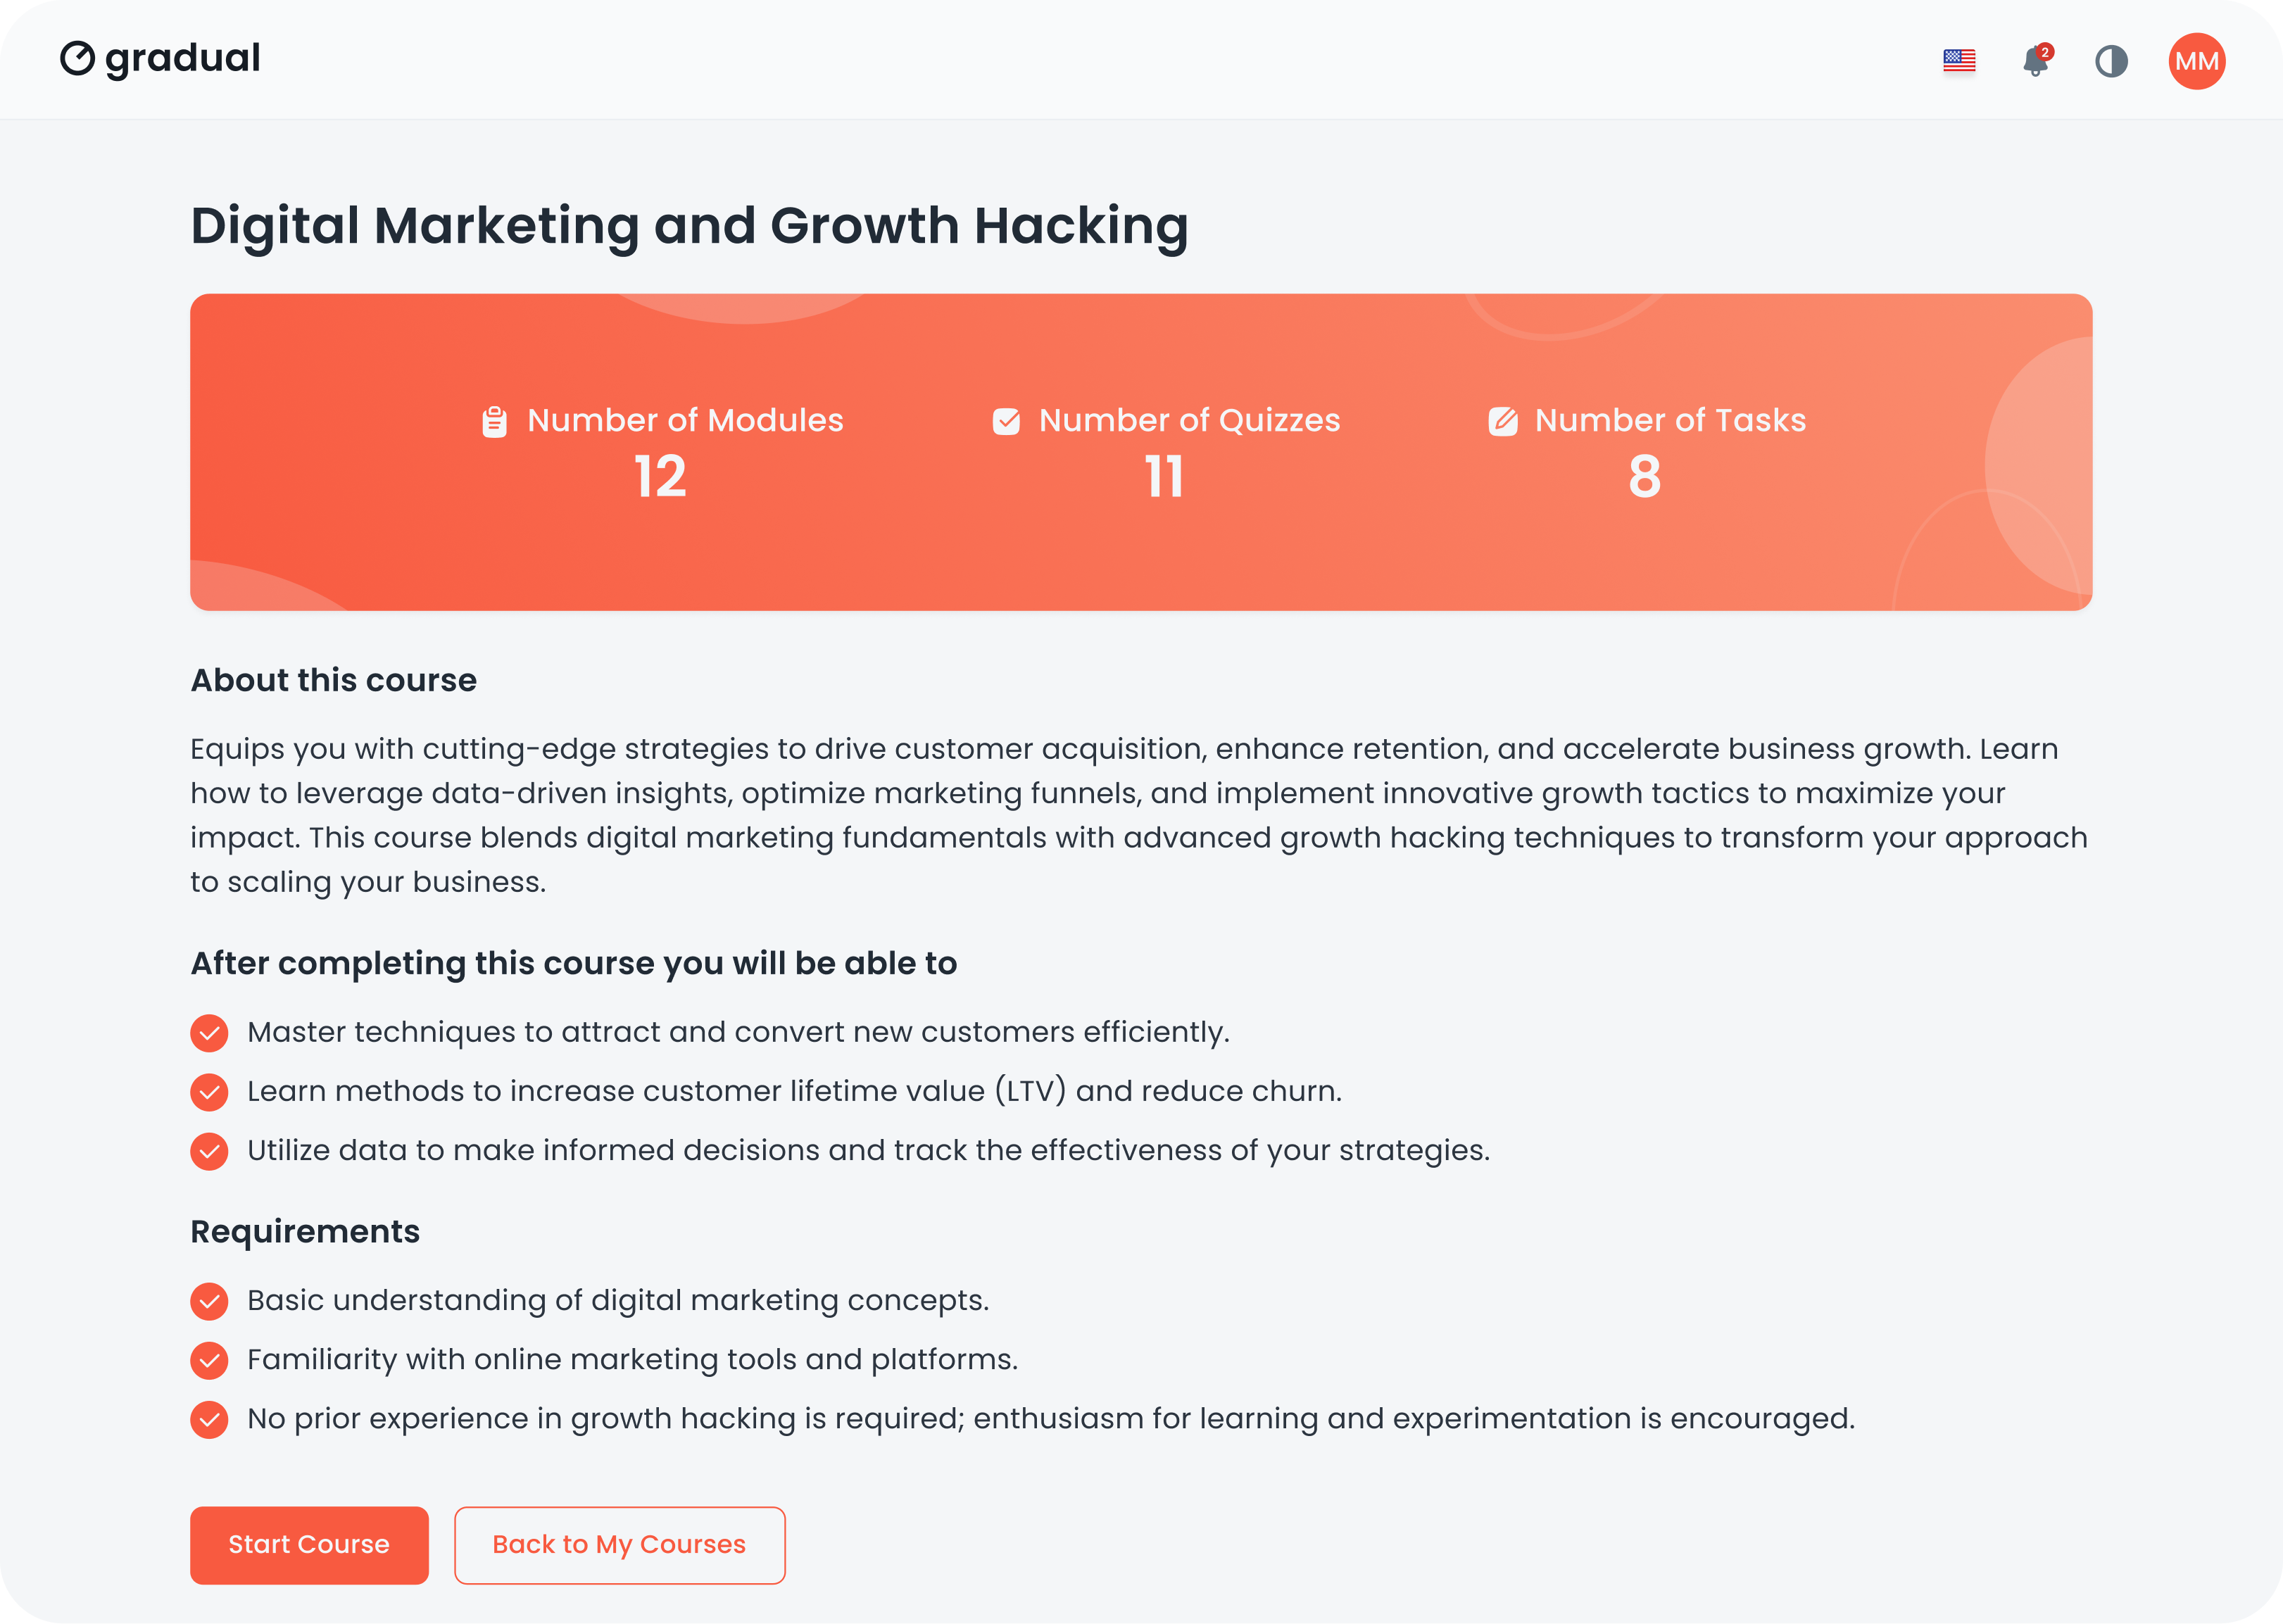 gradual
2
MM
Digital Marketing and Growth Hacking
Number of Modules
12
Number of Quizzes
11
Number of Tasks
8
About this course
Equips you with cutting-edge strategies to drive customer acquisition, enhance retention, and accelerate business growth. Learn
how to leverage data-driven insights, optimize marketing funnels, and implement innovative growth tactics to maximize your
impact. This course blends digital marketing fundamentals with advanced growth hacking techniques to transform your approach
to scaling your business.
After completing this course you will be able to
Master techniques to attract and convert new customers efficiently.
Learn methods to increase customer lifetime value (LTV) and reduce churn.
Utilize data to make informed decisions and track the effectiveness of your strategies.
Requirements
Basic understanding of digital marketing concepts.
Familiarity with online marketing tools and platforms.
No prior experience in growth hacking is required; enthusiasm for learning and experimentation is encouraged.
Start Course
Back to My Courses